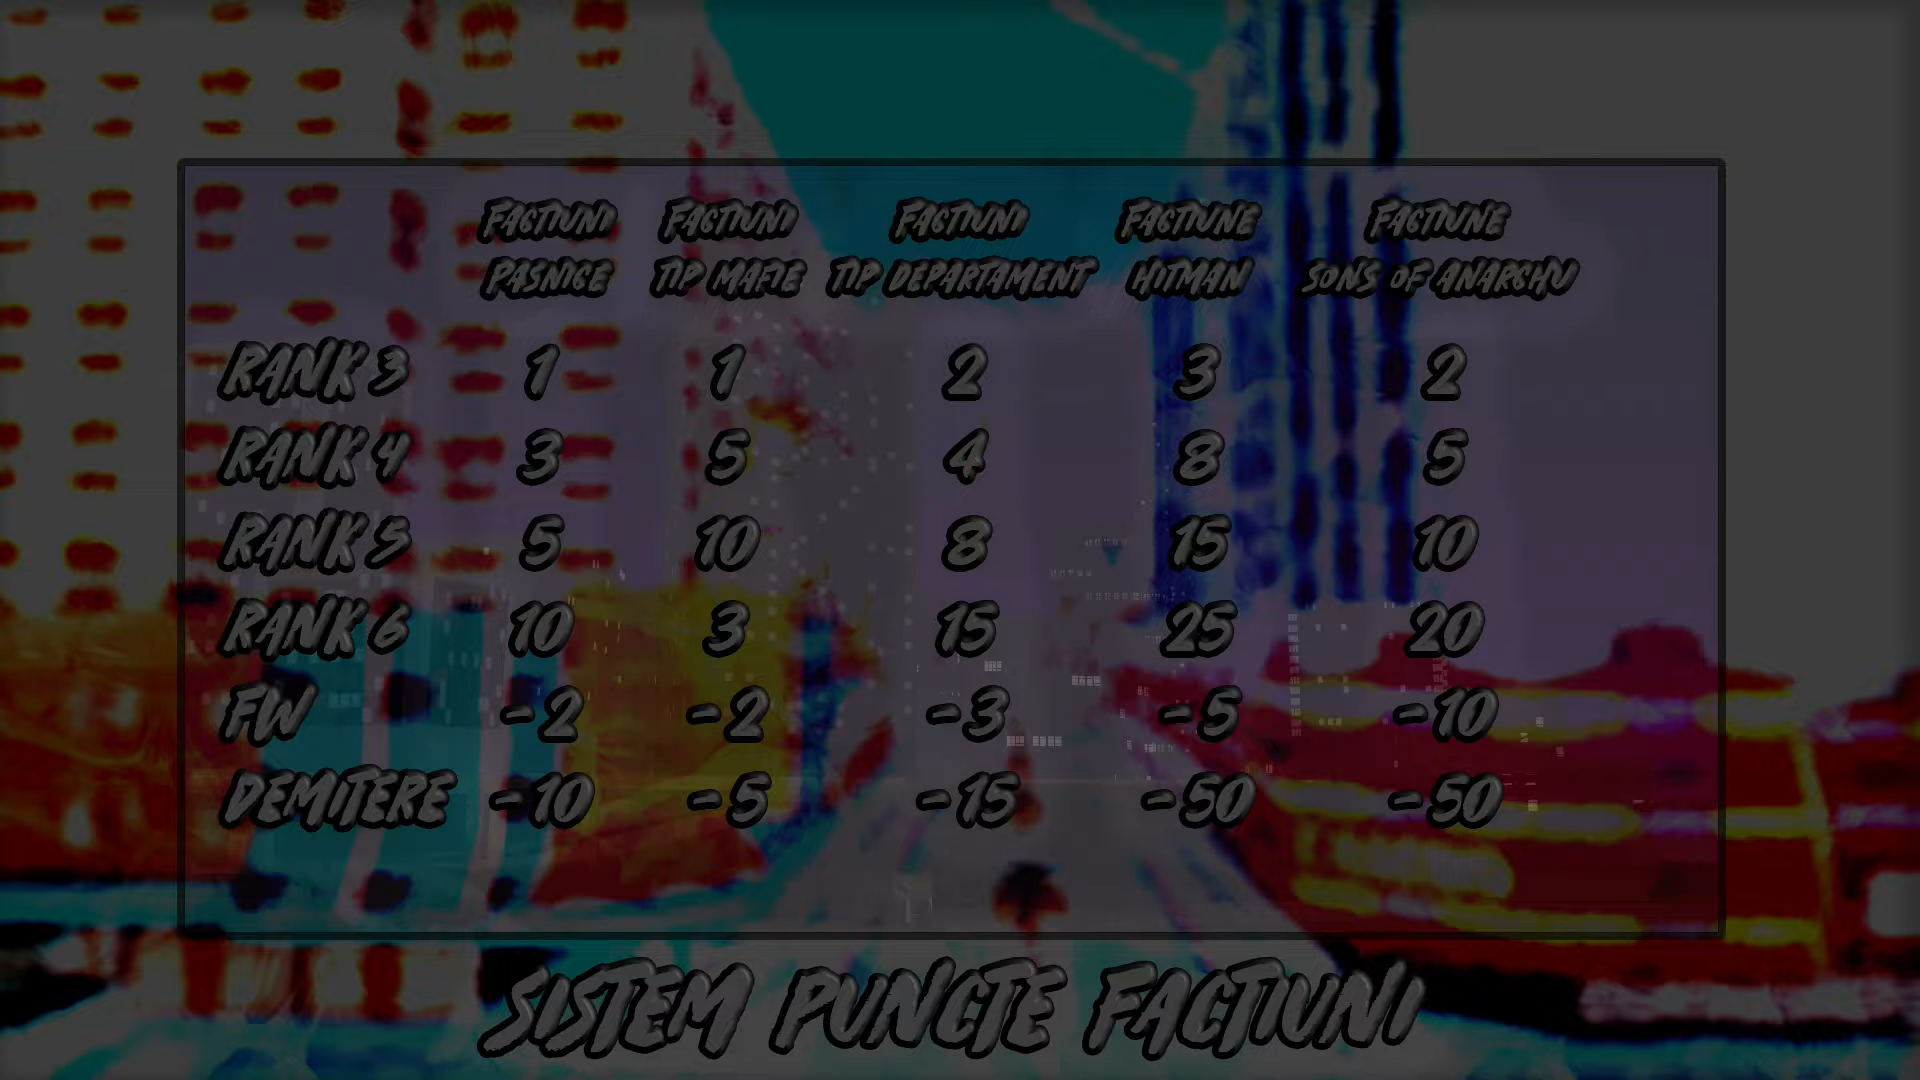 FACTIUNI FACTIUNI FACTIUNI FACTIUNE FACTIUNE
PASNICE TIP MAFIE TIP DEPARTAMENT HITMAN SONS OF ANARCHY
RANK 3 1 1 2 3 2
RANK 4 3 5 4 8 5
RANK 5 5 10 8 15 10
RANK 6 10 3 15 25 20
FW -2 -2 -3 -5 -10
DEMITERE -10 -5 -15 -50 -50
SISTEM PUNCTE FACTIUNI